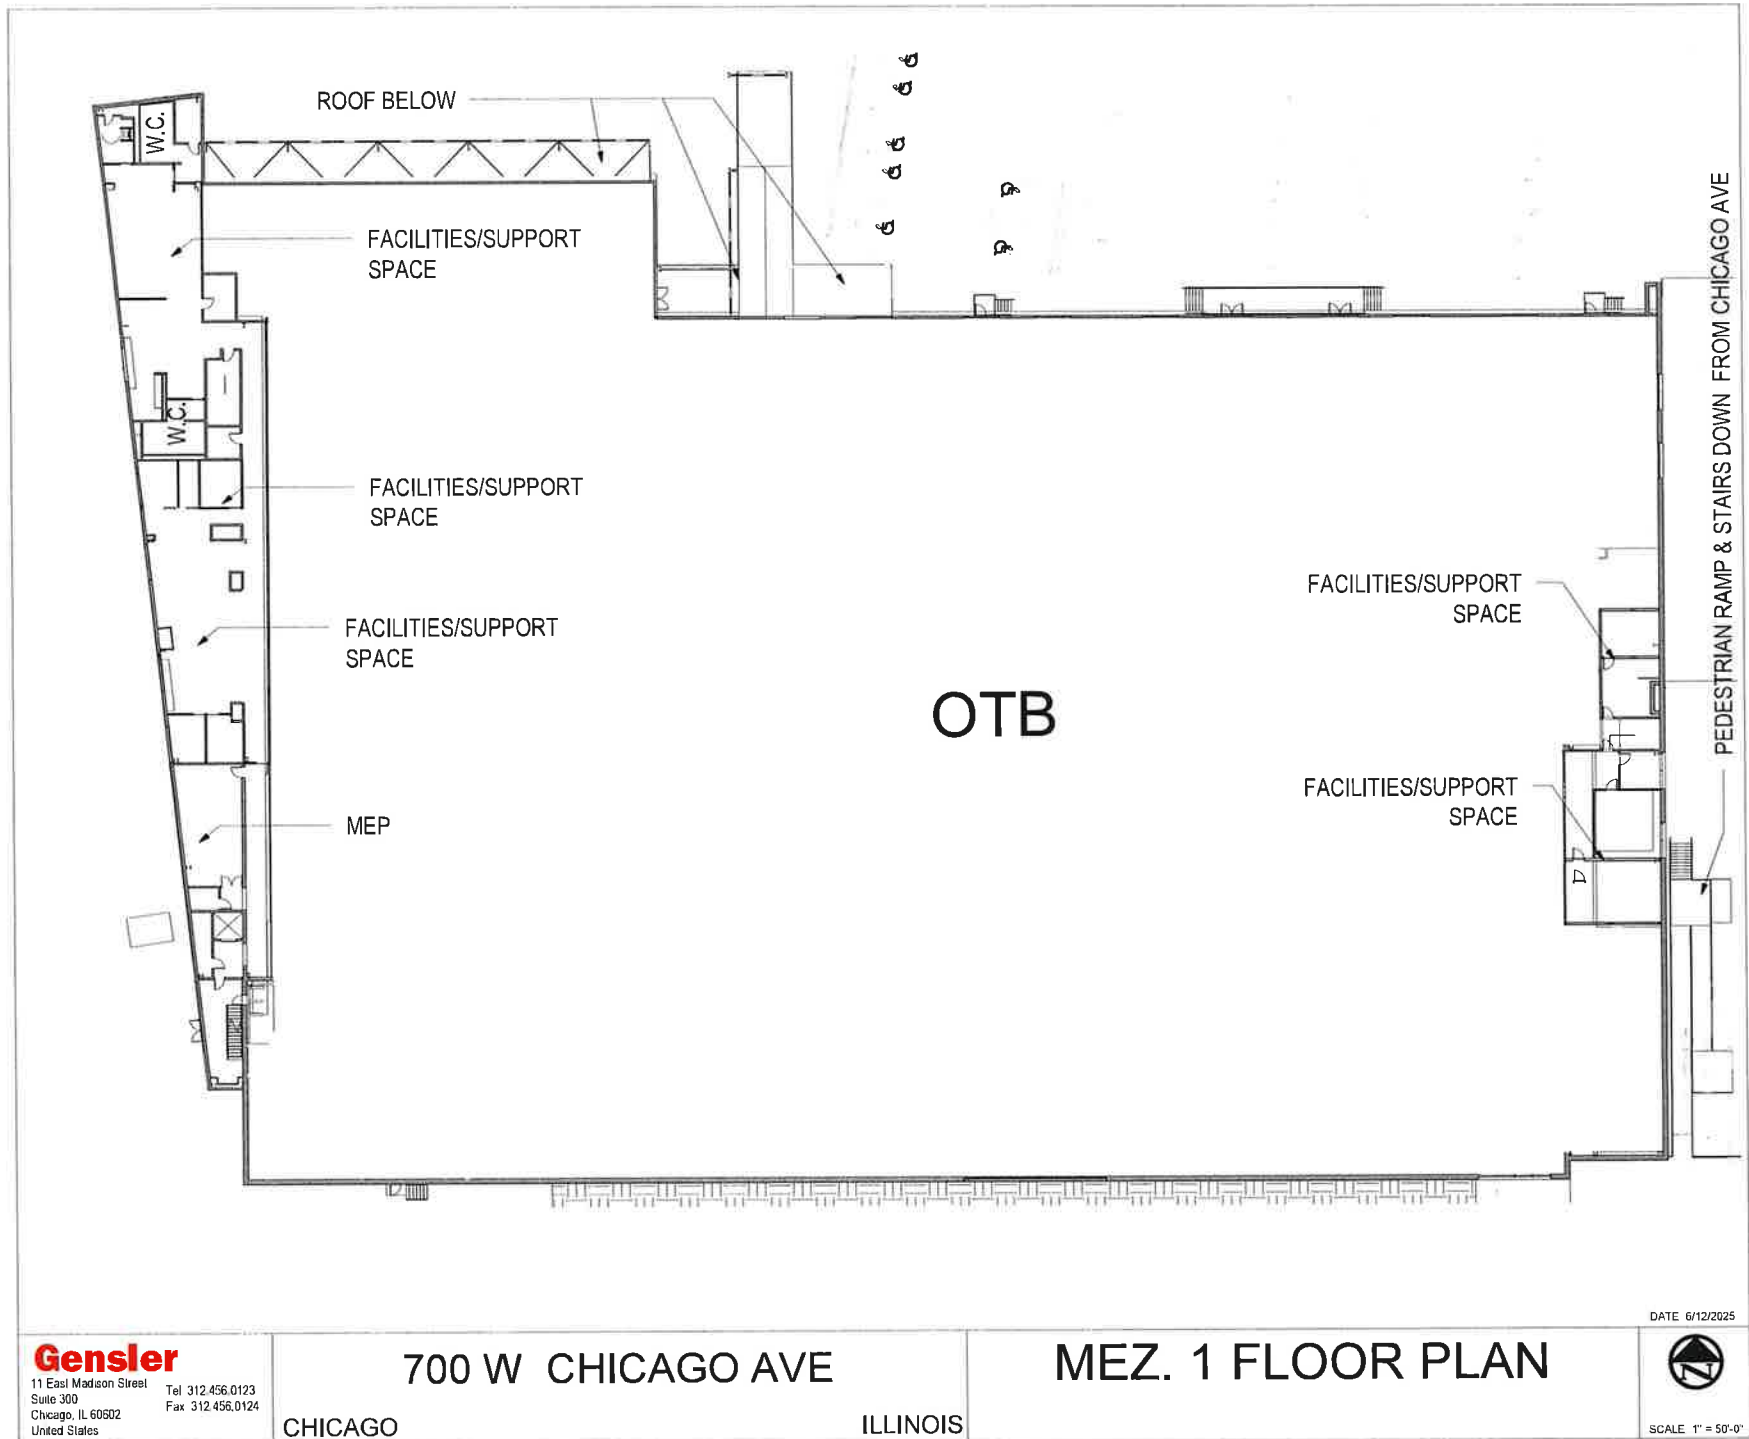 ROOF BELOW
W.C.
FACILITIES/SUPPORT
SPACE
W.C.
FACILITIES/SUPPORT
SPACE
FACILITIES/SUPPORT
SPACE
MEP
OTB
FACILITIES/SUPPORT
SPACE
FACILITIES/SUPPORT
SPACE
PEDESTRIAN RAMP & STAIRS DOWN FROM CHICAGO AVE
DATE 6/12/2025
Gensler
11 East Madison Street
Suite 300
Chicago, IL 60602
United States
Tel 312.456.0123
Fax 312.456.0124
700 W CHICAGO AVE
CHICAGO
ILLINOIS
MEZ. 1 FLOOR PLAN
N
SCALE 1" = 50'-0"